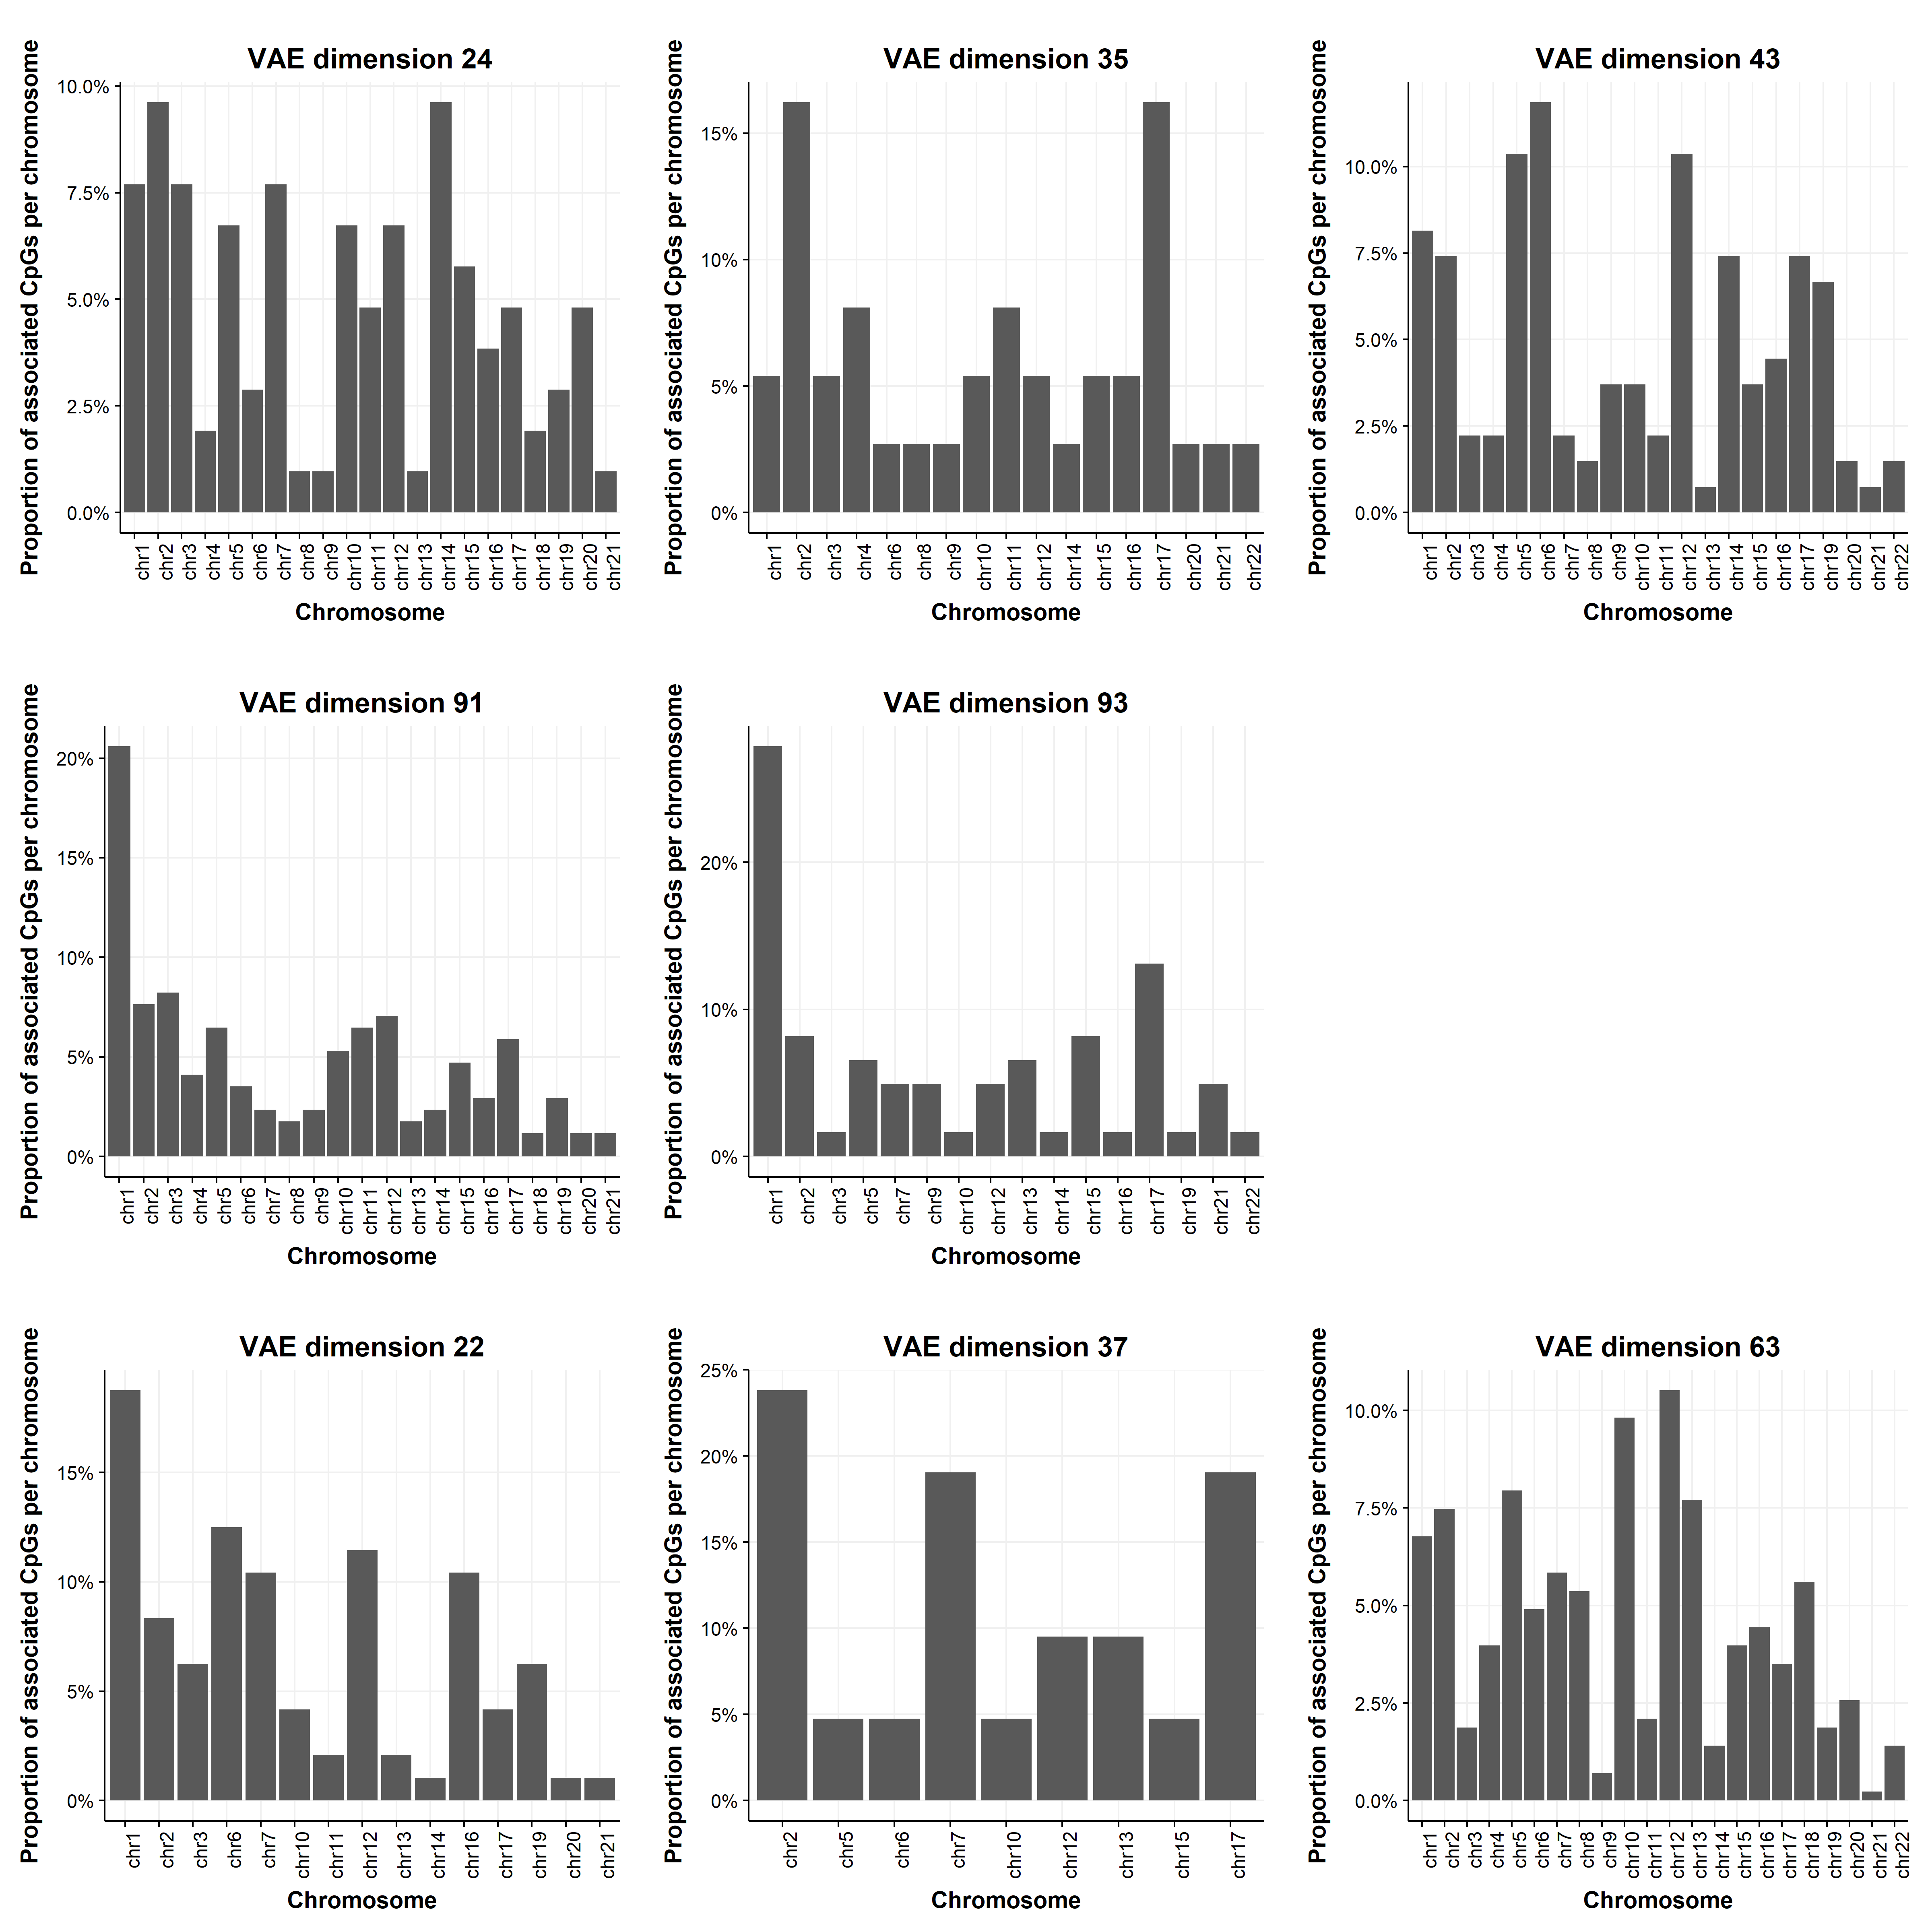 VAE dimension 24
Proportion of associated CpGs per chromosome
10.0%
7.5%
5.0%
2.5%
0.0%
chr1 chr2 chr3 chr4 chr5 chr6 chr7 chr8 chr9 chr10 chr11 chr12 chr13 chr14 chr15 chr16 chr17 chr18 chr19 chr20 chr21
Chromosome
VAE dimension 35
Proportion of associated CpGs per chromosome
15%
10%
5%
0%
chr1 chr2 chr3 chr4 chr6 chr8 chr9 chr10 chr11 chr12 chr14 chr15 chr16 chr17 chr20 chr21 chr22
Chromosome
VAE dimension 43
Proportion of associated CpGs per chromosome
10.0%
7.5%
5.0%
2.5%
0.0%
chr1 chr2 chr3 chr4 chr5 chr6 chr7 chr8 chr9 chr10 chr11 chr12 chr13 chr14 chr15 chr16 chr17 chr19 chr20 chr21 chr22
Chromosome
VAE dimension 91
Proportion of associated CpGs per chromosome
20%
15%
10%
5%
0%
chr1 chr2 chr3 chr4 chr5 chr6 chr7 chr8 chr9 chr10 chr11 chr12 chr13 chr14 chr15 chr16 chr17 chr18 chr19 chr20 chr21
Chromosome
VAE dimension 93
Proportion of associated CpGs per chromosome
20%
10%
0%
chr1 chr2 chr3 chr5 chr7 chr9 chr10 chr12 chr13 chr14 chr15 chr16 chr17 chr19 chr21 chr22
Chromosome
VAE dimension 22
Proportion of associated CpGs per chromosome
15%
10%
5%
0%
chr1 chr2 chr3 chr6 chr7 chr10 chr11 chr12 chr13 chr14 chr16 chr17 chr19 chr20 chr21
Chromosome
VAE dimension 37
Proportion of associated CpGs per chromosome
25%
20%
15%
10%
5%
0%
chr2 chr5 chr6 chr7 chr10 chr12 chr13 chr15 chr17
Chromosome
VAE dimension 63
Proportion of associated CpGs per chromosome
10.0%
7.5%
5.0%
2.5%
0.0%
chr1 chr2 chr3 chr4 chr5 chr6 chr7 chr8 chr9 chr10 chr11 chr12 chr13 chr14 chr15 chr16 chr17 chr18 chr19 chr20 chr21 chr22
Chromosome